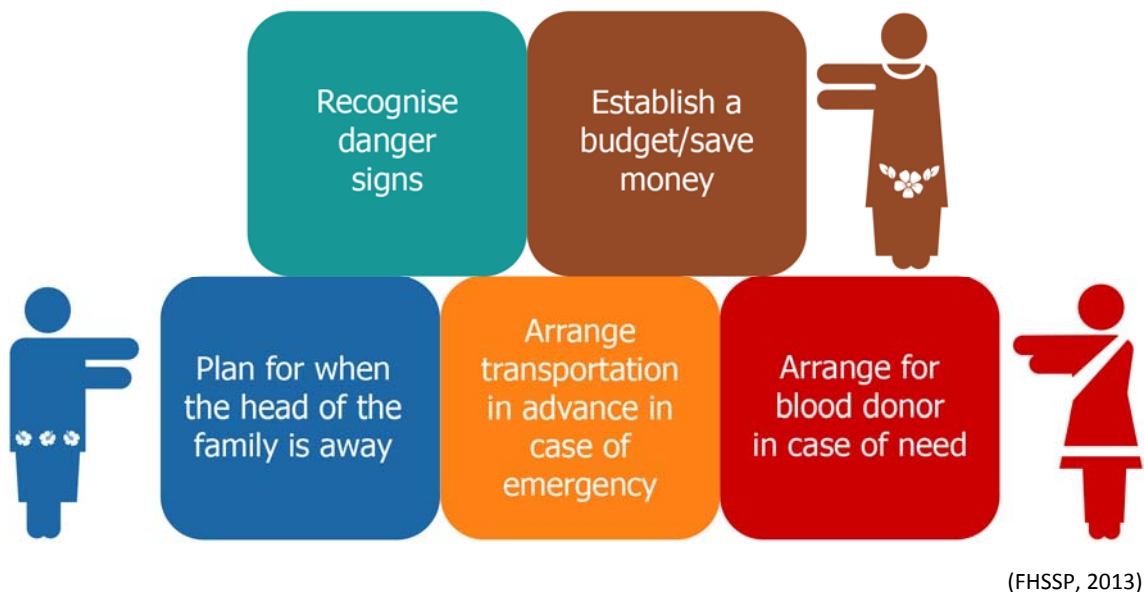 Recognise
danger
signs
Establish a
budget/save
money
Plan for when
the head of the
family is away
Arrange
transportation
in advance in
case of
emergency
Arrange for
blood donor
in case of need
(FHSSP, 2013)